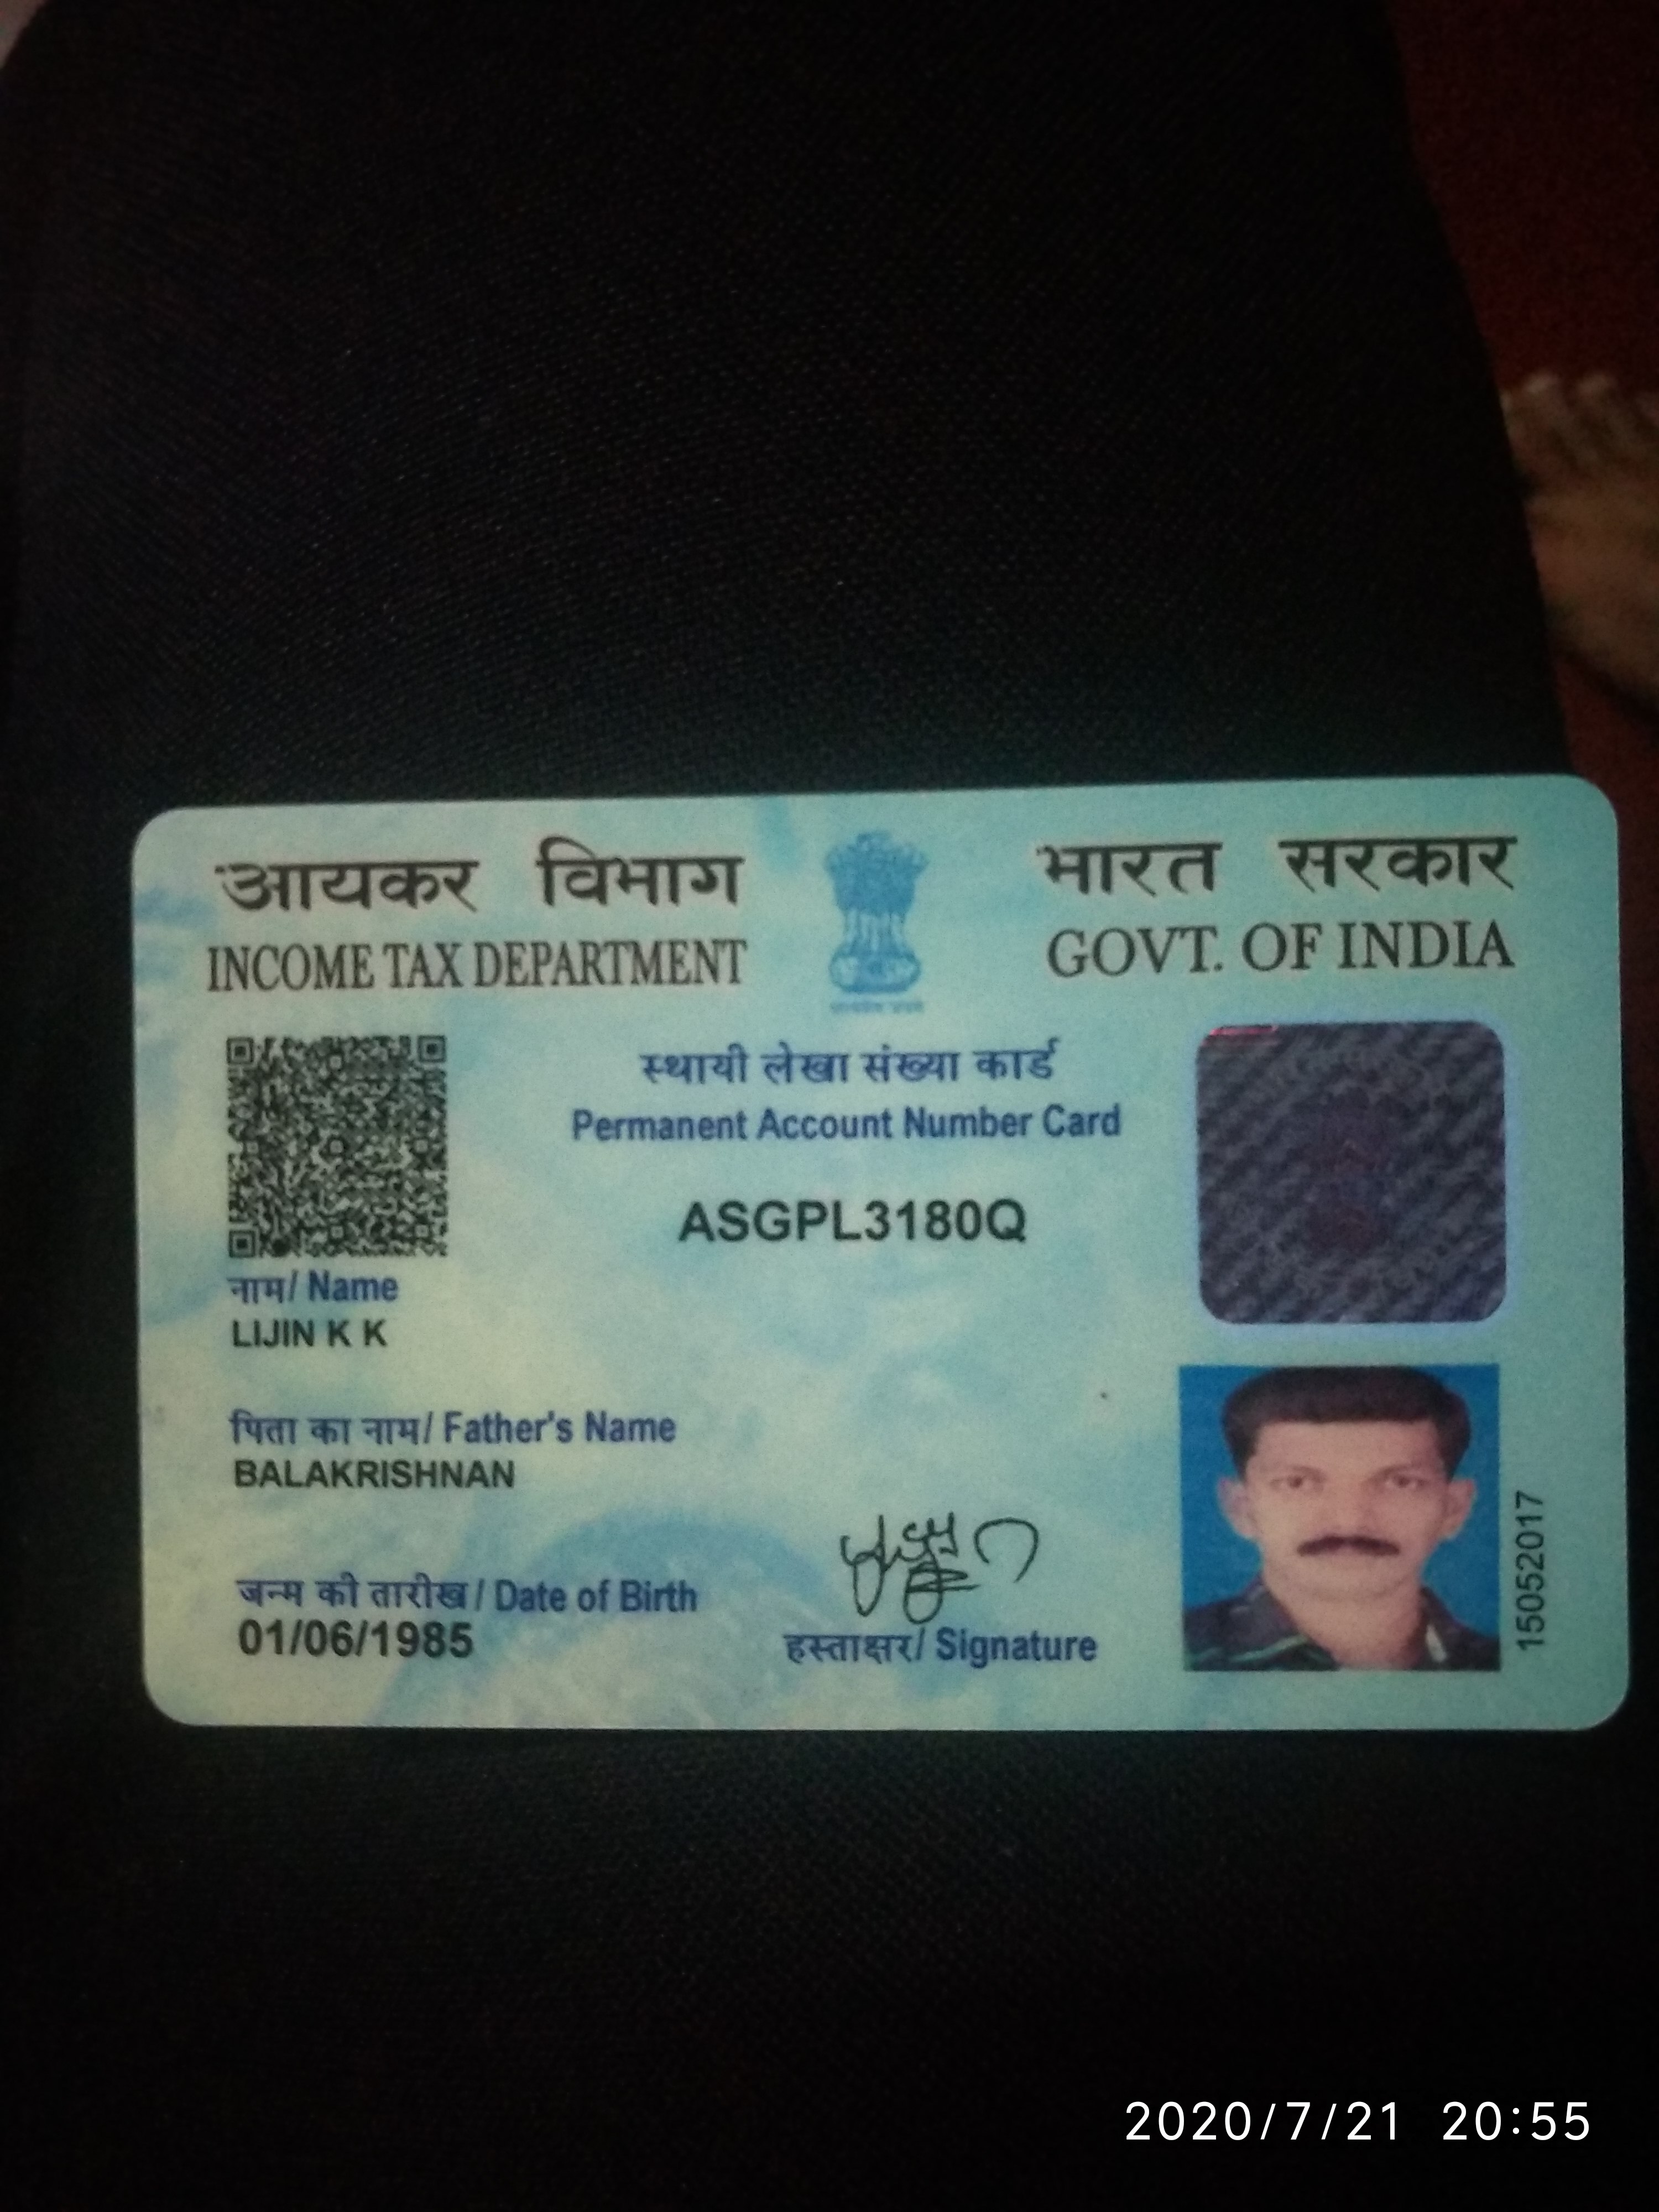 आयकर विभाग
INCOME TAX DEPARTMENT
भारत सरकार
GOVT. OF INDIA
स्थायी लेखा संख्या कार्ड
Permanent Account Number Card
ASGPL3180Q
नाम/ Name
LIJIN K K
पिता का नाम/ Father's Name
BALAKRISHNAN
जन्म की तारीख / Date of Birth
01/06/1985
हस्ताक्षर/ Signature
15052017
2020/7/21 20:55